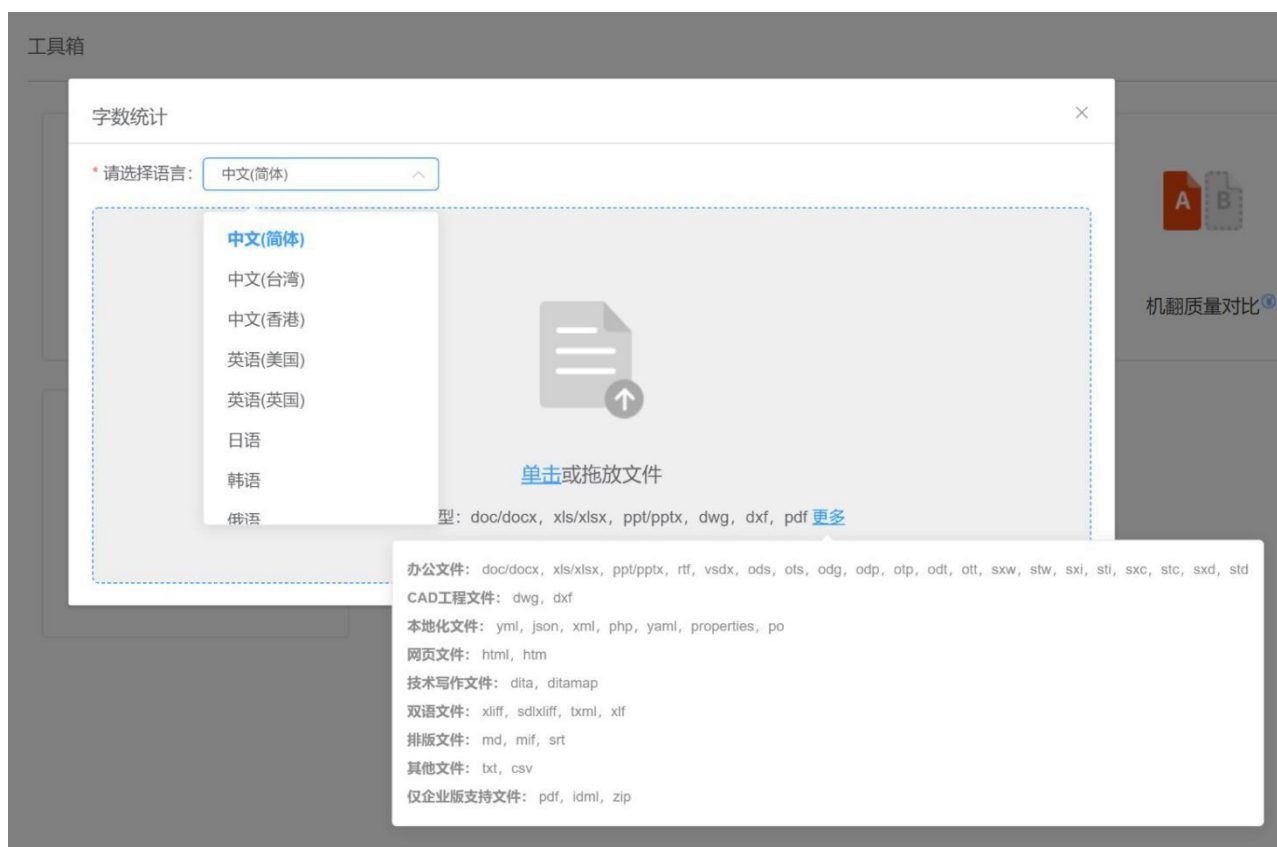 工具箱
字数统计
* 请选择语言： 中文(简体)
中文(简体)
中文(台湾)
中文(香港)
英语(美国)
英语(英国)
日语
韩语
俄语
A B
机翻质量对比
单击或拖放文件
型：doc/docx，xls/xlsx，ppt/pptx，dwg，dxf，pdf 更多
办公文件： doc/docx，xls/xlsx，ppt/pptx，rtf，vsdx，ods，ots，odg，odp，otp，odt，ott，sxw，stw，sxi，sti，sxc，stc，sxd，std
CAD工程文件： dwg，dxf
本地化文件： yml，json，xml，php，yaml，properties，po
网页文件： html，htm
技术写作文件： dita，ditamap
双语文件： xliff，sdlxliff，txml，xlf
排版文件： md，mif，srt
其他文件： txt，csv
仅企业版支持文件： pdf，idml，zip